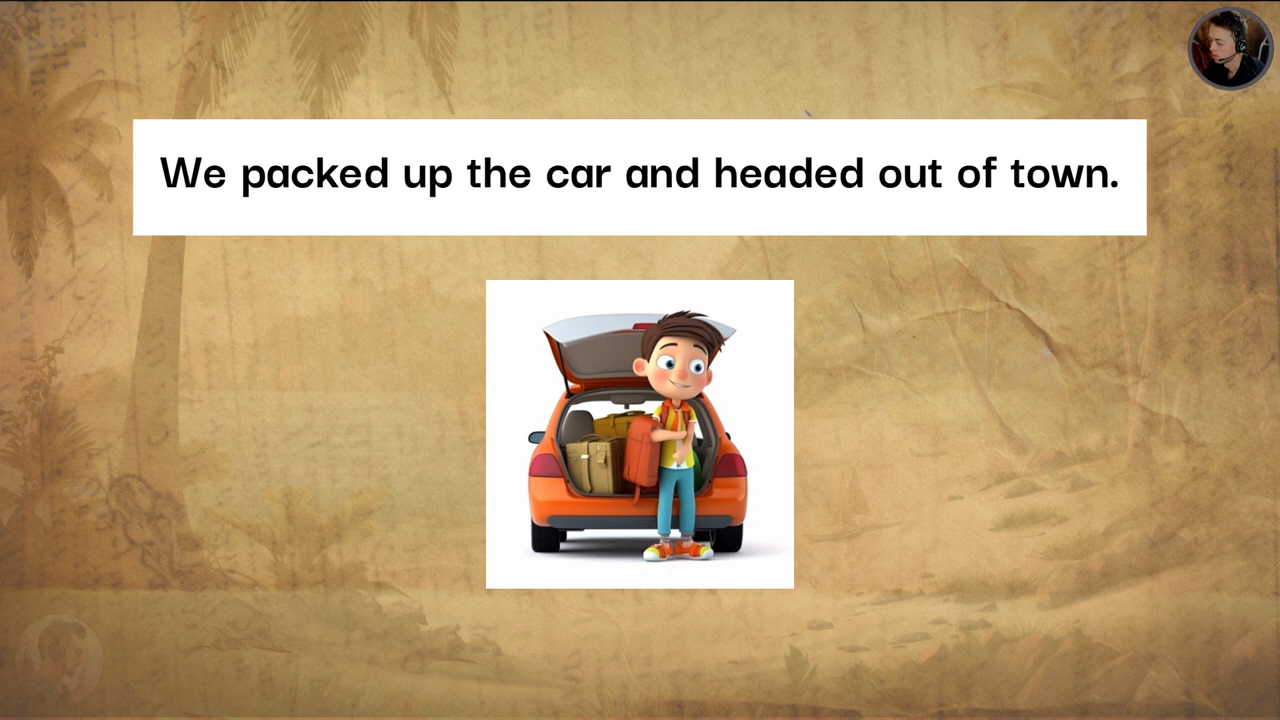 We packed up the car and headed out of town.